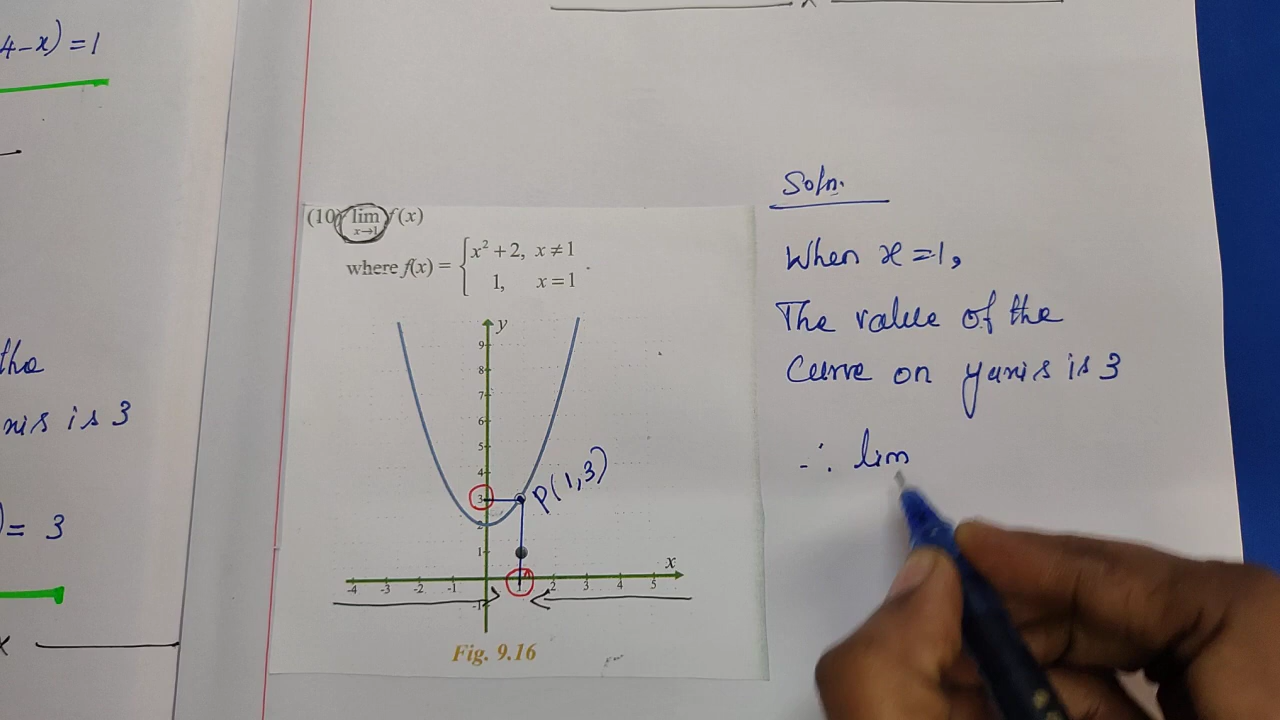 4-x) = 1
the
xis is 3
) = 3
x
(10) lim f(x)
x→1
where f(x) = { x² + 2, x ≠ 1
1, x = 1 .
y
9
8
7
6
5
4
3
2
1
-4 -3 -2 -1 1 2 3 4 5 x
-1
P(1,3)
Fig. 9.16
Soln.
When x = 1,
The value of the
Curve on yaxis is 3
∴ lim